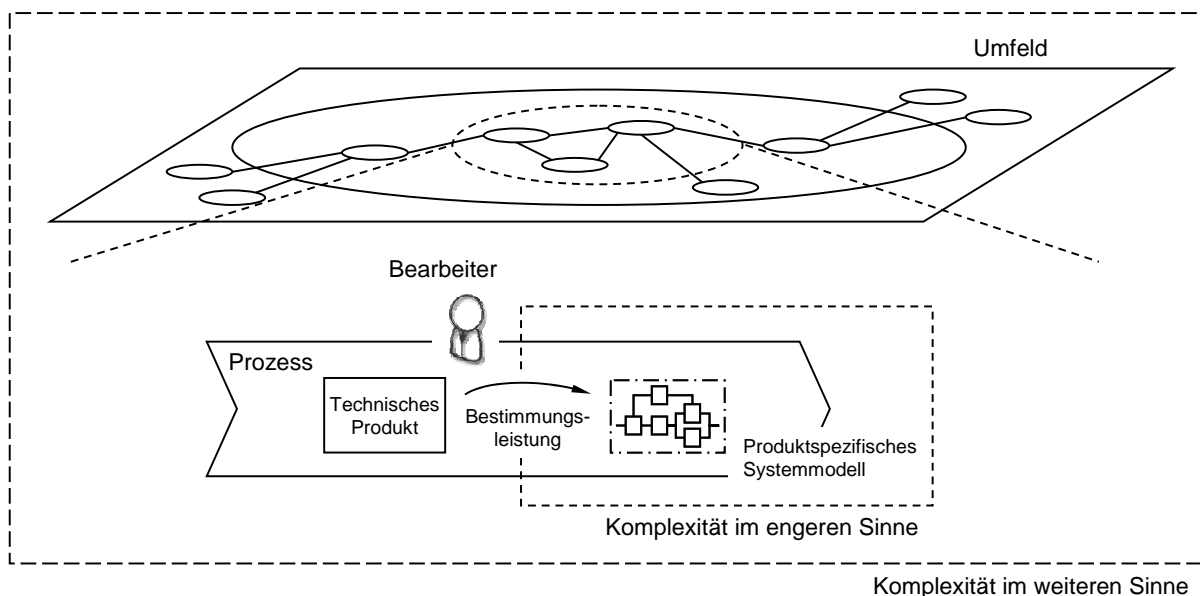 Umfeld
Bearbeiter
Prozess
Technisches
Produkt
Bestimmungs-
leistung
Produktspezifisches
Systemmodell
Komplexität im engeren Sinne
Komplexität im weiteren Sinne